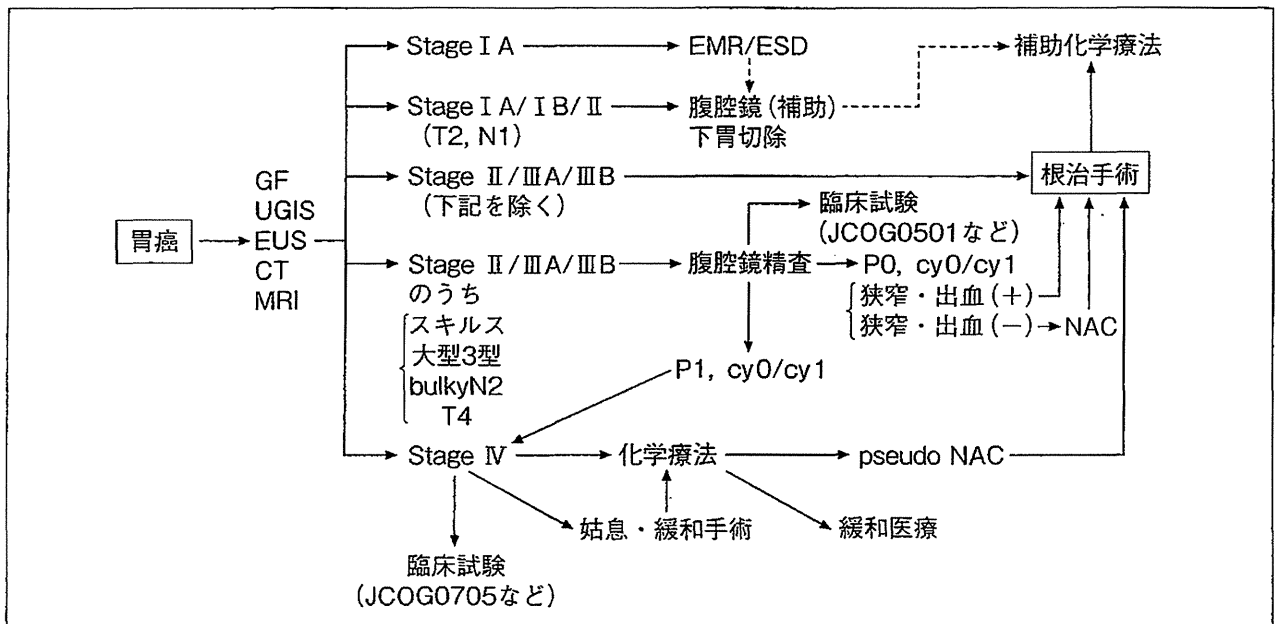 Stage ⅠA
EMR/ESD
補助化学療法
Stage ⅠA/ⅠB/Ⅱ
(T2, N1)
腹腔鏡(補助)
下胃切除
Stage Ⅱ/ⅢA/ⅢB
(下記を除く)
根治手術
胃癌
GF
UGIS
EUS
CT
MRI
臨床試験
(JCOG0501など)
Stage Ⅱ/ⅢA/ⅢB
のうち
スキルス
大型3型
bulkyN2
T4
腹腔鏡精査
P0, cy0/cy1
狭窄・出血(+)
狭窄・出血(−)
NAC
P1, cy0/cy1
Stage Ⅳ
化学療法
pseudo NAC
姑息・緩和手術
緩和医療
臨床試験
(JCOG0705など)